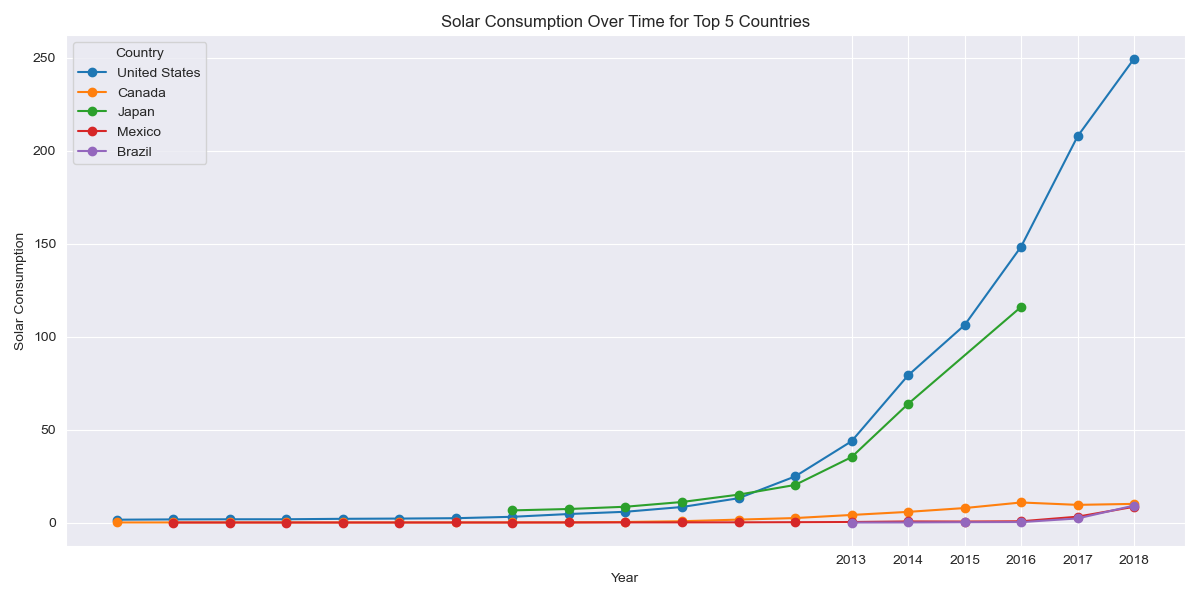 Solar Consumption Over Time for Top 5 Countries
Country
United States
Canada
Japan
Mexico
Brazil
250
200
150
100
50
0
Solar Consumption
2013 2014 2015 2016 2017 2018
Year